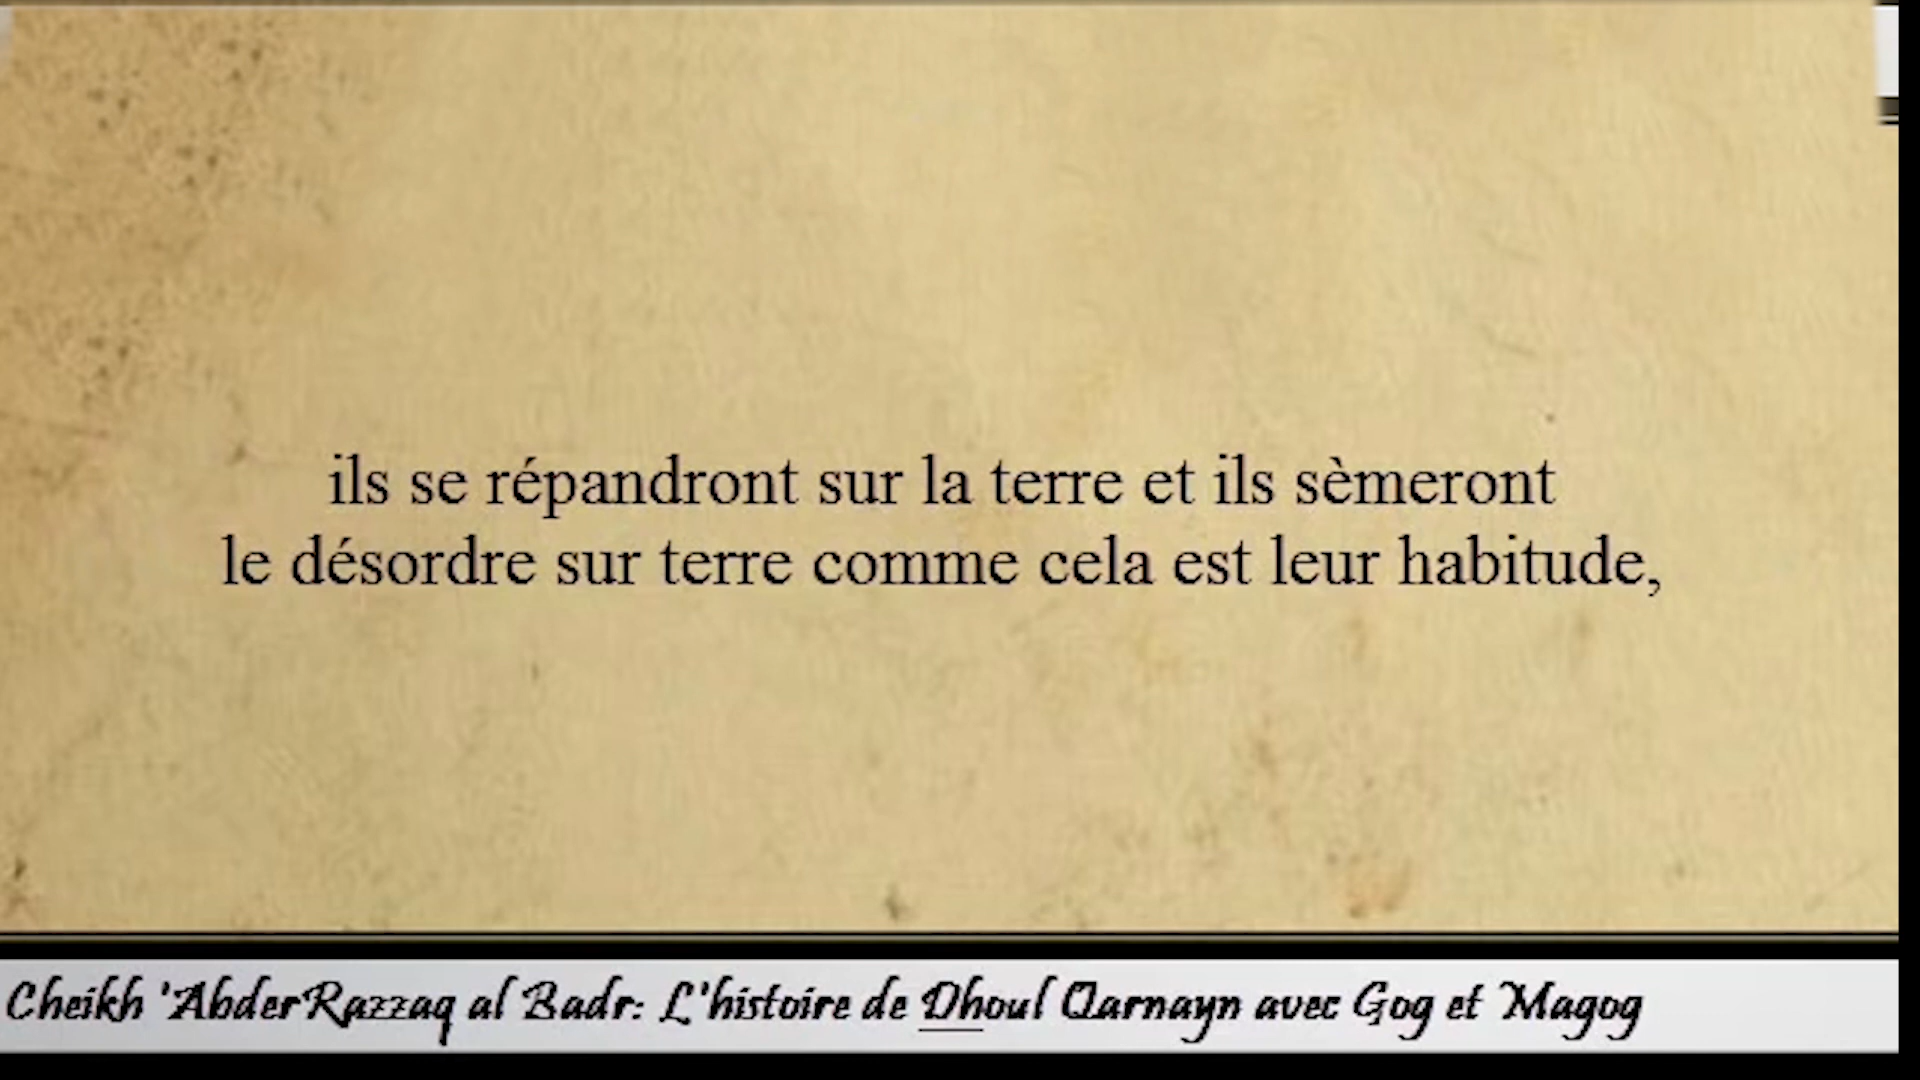 ils se répandront sur la terre et ils sèmeront
le désordre sur terre comme cela est leur habitude,
Cheikh 'AbderRazzaq al Badr: L'histoire de Dhoul Qarnayn avec Gog et Magog